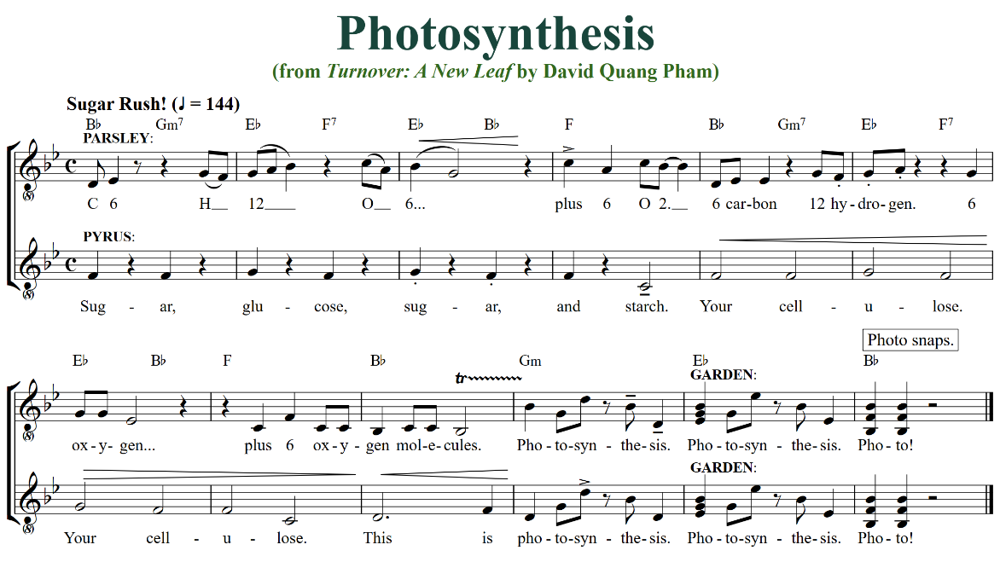 Photosynthesis
(from Turnover: A New Leaf by David Quang Pham)
Sugar Rush! (♩ = 144)
B♭ Gm7 E♭ F7 E♭ B♭ F B♭ Gm7 E♭ F7
PARSLEY:
C 6 H__ 12____ O__ 6... plus 6 O 2.__ 6 car-bon 12 hy-dro-gen. 6
PYRUS:
Sug - ar, glu - cose, sug - ar, and starch. Your cell - u - lose.
Photo snaps.
E♭ B♭ F B♭ Gm E♭ B♭
tr
GARDEN:
ox-y-gen... plus 6 ox-y-gen mol-e-cules. Pho-to-syn-the-sis. Pho-to-syn-the-sis. Pho-to!
GARDEN:
Your cell - u - lose. This is pho-to-syn-the-sis. Pho-to-syn-the-sis. Pho-to!